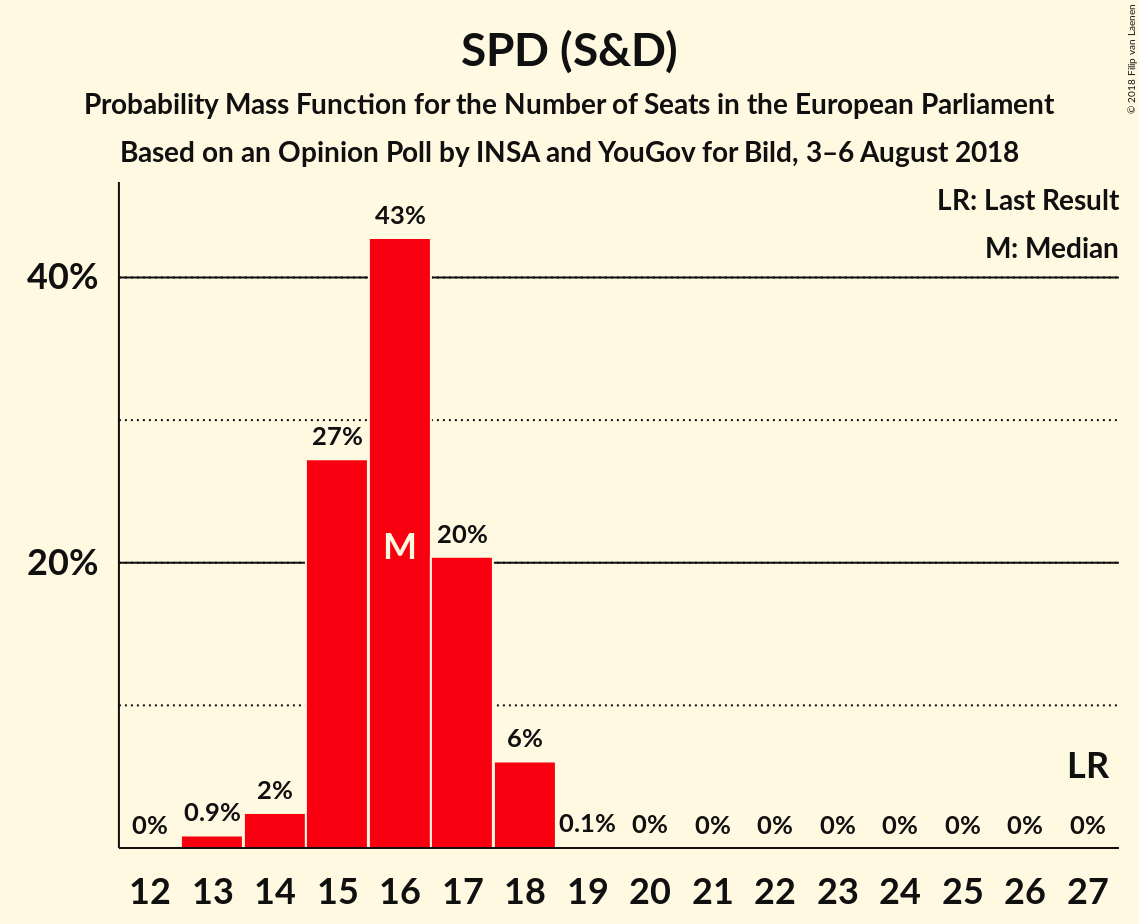 SPD (S&D)
Probability Mass Function for the Number of Seats in the European Parliament
Based on an Opinion Poll by INSA and YouGov for Bild, 3–6 August 2018
© 2018 Filip van Laenen
LR: Last Result
M: Median
40%
20%
0% 0.9% 2% 27% 43% 20% 6% 0.1% 0% 0% 0% 0% 0% 0% 0% 0%
M
LR
12 13 14 15 16 17 18 19 20 21 22 23 24 25 26 27